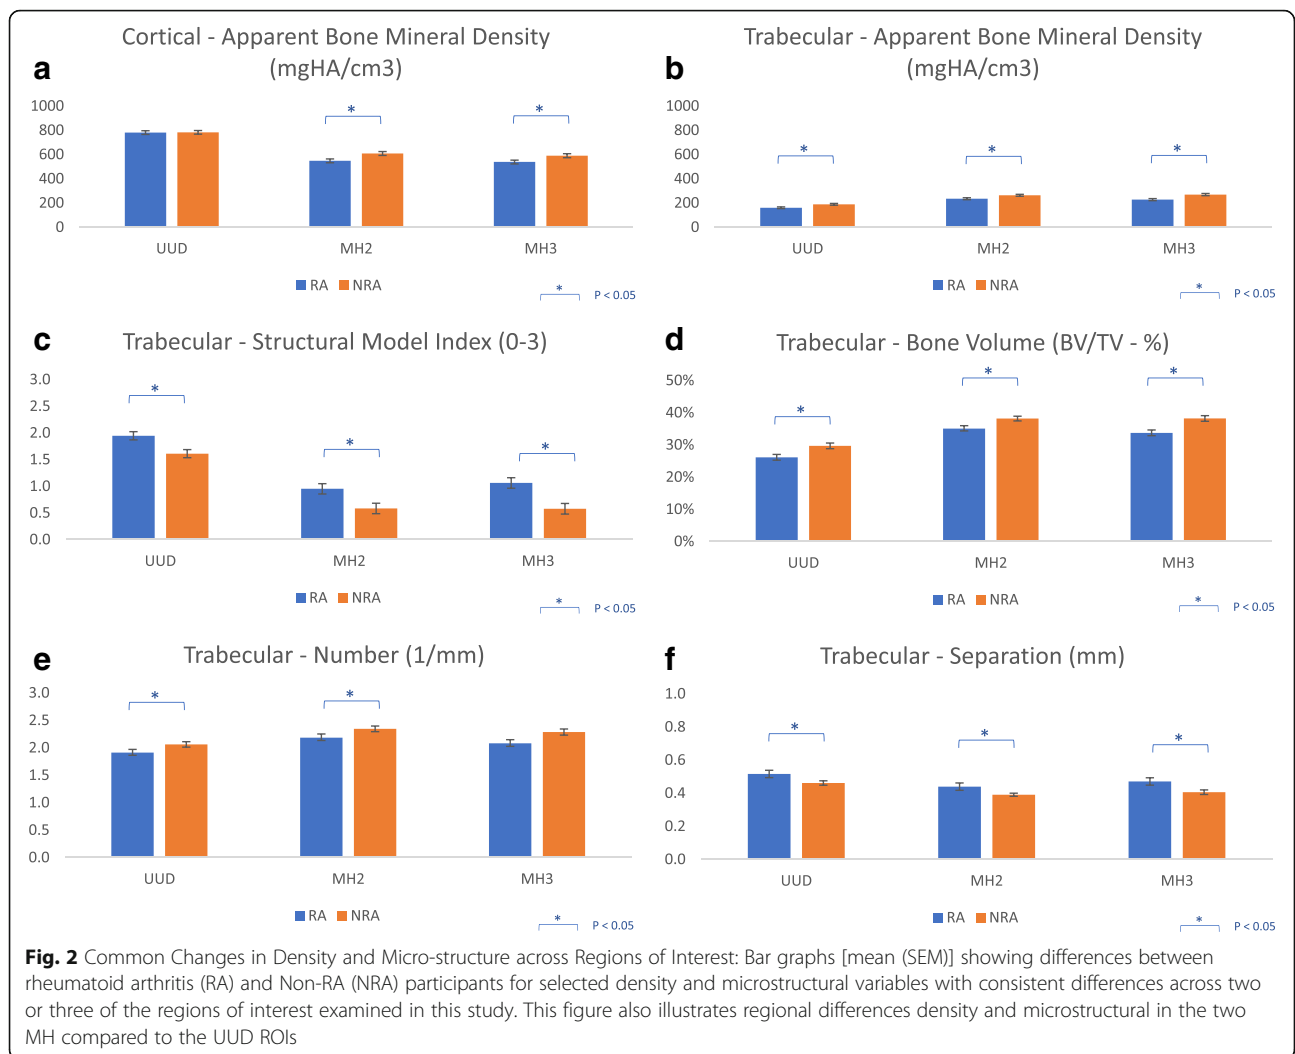 a
Cortical - Apparent Bone Mineral Density
(mgHA/cm3)
1000
800
600
400
200
0
*
*
UUD MH2 MH3
RA NRA
* P < 0.05
b
Trabecular - Apparent Bone Mineral Density
(mgHA/cm3)
1000
800
600
400
200
0
*
*
*
UUD MH2 MH3
RA NRA
* P < 0.05
c
Trabecular - Structural Model Index (0-3)
3.0
2.5
2.0
1.5
1.0
0.5
0.0
*
*
*
UUD MH2 MH3
RA NRA
* P < 0.05
d
Trabecular - Bone Volume (BV/TV - %)
50%
40%
30%
20%
10%
0%
*
*
*
UUD MH2 MH3
RA NRA
* P < 0.05
e
Trabecular - Number (1/mm)
3.0
2.5
2.0
1.5
1.0
0.5
0.0
*
*
UUD MH2 MH3
RA NRA
* P < 0.05
f
Trabecular - Separation (mm)
1.0
0.8
0.6
0.4
0.2
0.0
*
*
*
UUD MH2 MH3
RA NRA
* P < 0.05
Fig. 2 Common Changes in Density and Micro-structure across Regions of Interest: Bar graphs [mean (SEM)] showing differences between
rheumatoid arthritis (RA) and Non-RA (NRA) participants for selected density and microstructural variables with consistent differences across two
or three of the regions of interest examined in this study. This figure also illustrates regional differences density and microstructural in the two
MH compared to the UUD ROIs